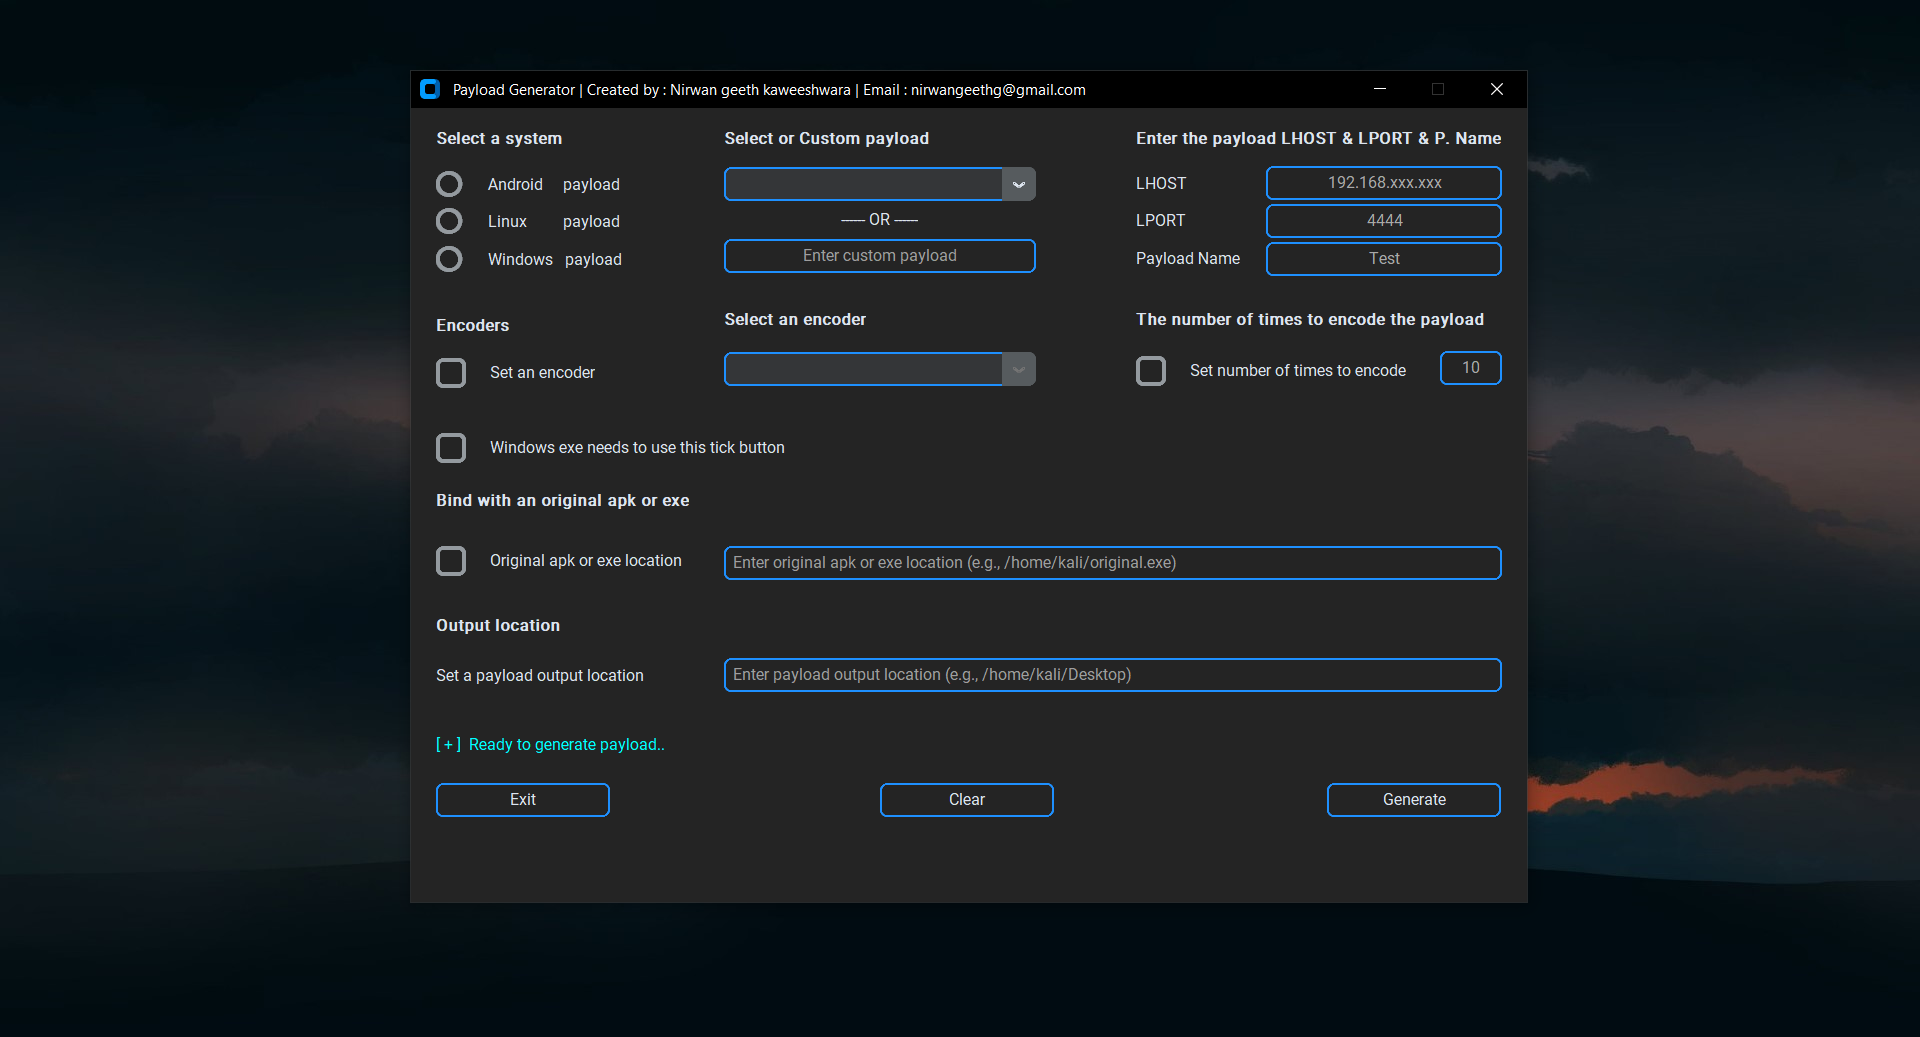 Payload Generator | Created by : Nirwan geeth kaweeshwara | Email : nirwangeethg@gmail.com
Select a system
Android payload
Linux payload
Windows payload
Select or Custom payload
------ OR ------
Enter custom payload
Enter the payload LHOST & LPORT & P. Name
LHOST 192.168.xxx.xxx
LPORT 4444
Payload Name Test
Encoders
Set an encoder
Select an encoder
The number of times to encode the payload
Set number of times to encode 10
Windows exe needs to use this tick button
Bind with an original apk or exe
Original apk or exe location Enter original apk or exe location (e.g., /home/kali/original.exe)
Output location
Set a payload output location Enter payload output location (e.g., /home/kali/Desktop)
[ + ] Ready to generate payload..
Exit Clear Generate